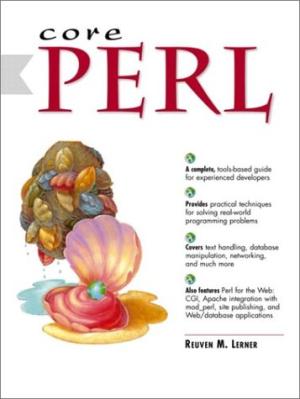 core
PERL
A complete, tools-based guide
for experienced developers
Provides practical techniques
for solving real-world
programming problems
Covers text handling, database
manipulation, networking,
and much more
Also features Perl for the Web:
CGI, Apache integration with
mod_perl, site publishing, and
Web/database applications
REUVEN M. LERNER